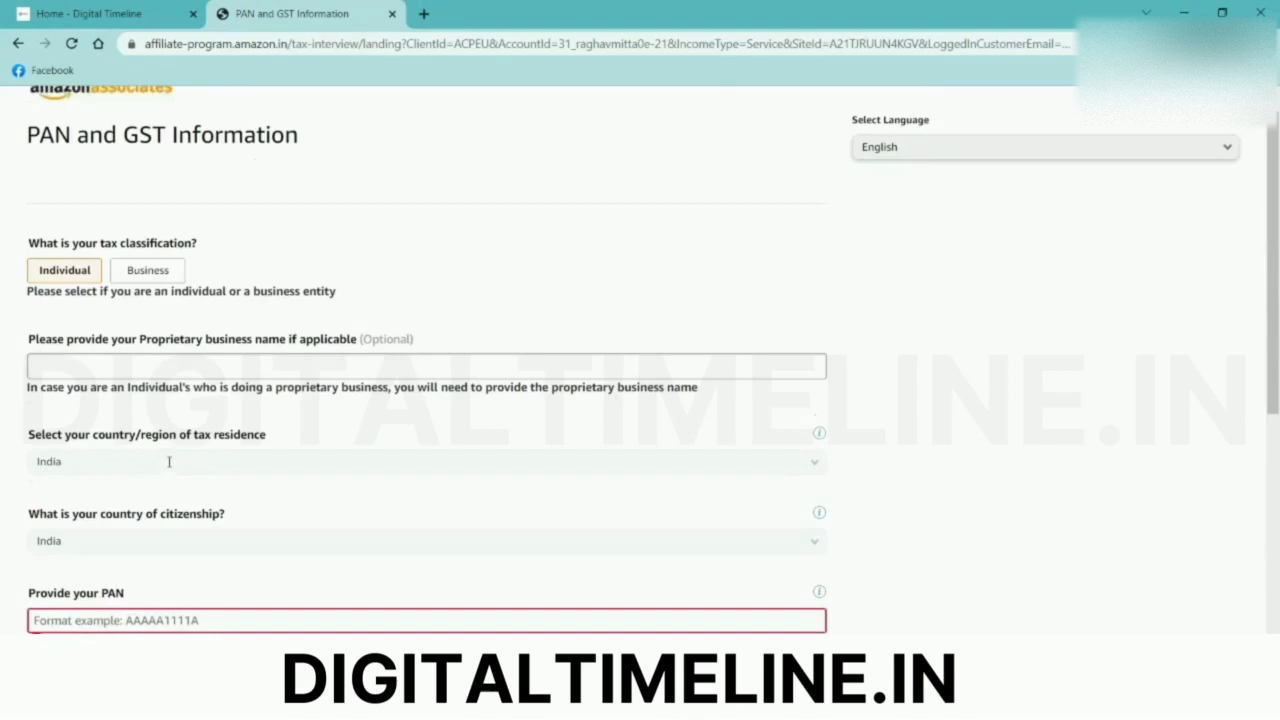 Home - Digital Timeline
PAN and GST Information
affiliate-program.amazon.in/tax-interview/landing?ClientId=ACPEU&AccountId=31_raghavmitta0e-21&IncomeType=Service&SiteId=A21TJRUUN4KGV&LoggedInCustomerEmail=...
Facebook
amazonassociates
PAN and GST Information
Select Language
English
What is your tax classification?
Individual
Business
Please select if you are an individual or a business entity
Please provide your Proprietary business name if applicable (Optional)
In case you are an Individual's who is doing a proprietary business, you will need to provide the proprietary business name
DIGITALTIMELINE.IN
Select your country/region of tax residence
India
What is your country of citizenship?
India
Provide your PAN
Format example: AAAAA1111A
DIGITALTIMELINE.IN